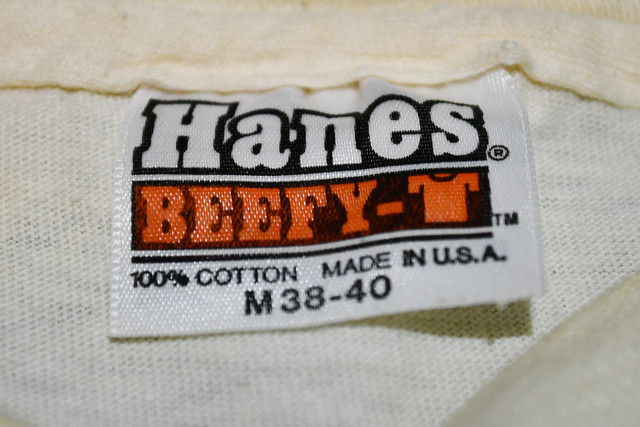 Hanes®
BEEFY-T™
100% COTTON MADE IN U.S.A.
M 38-40